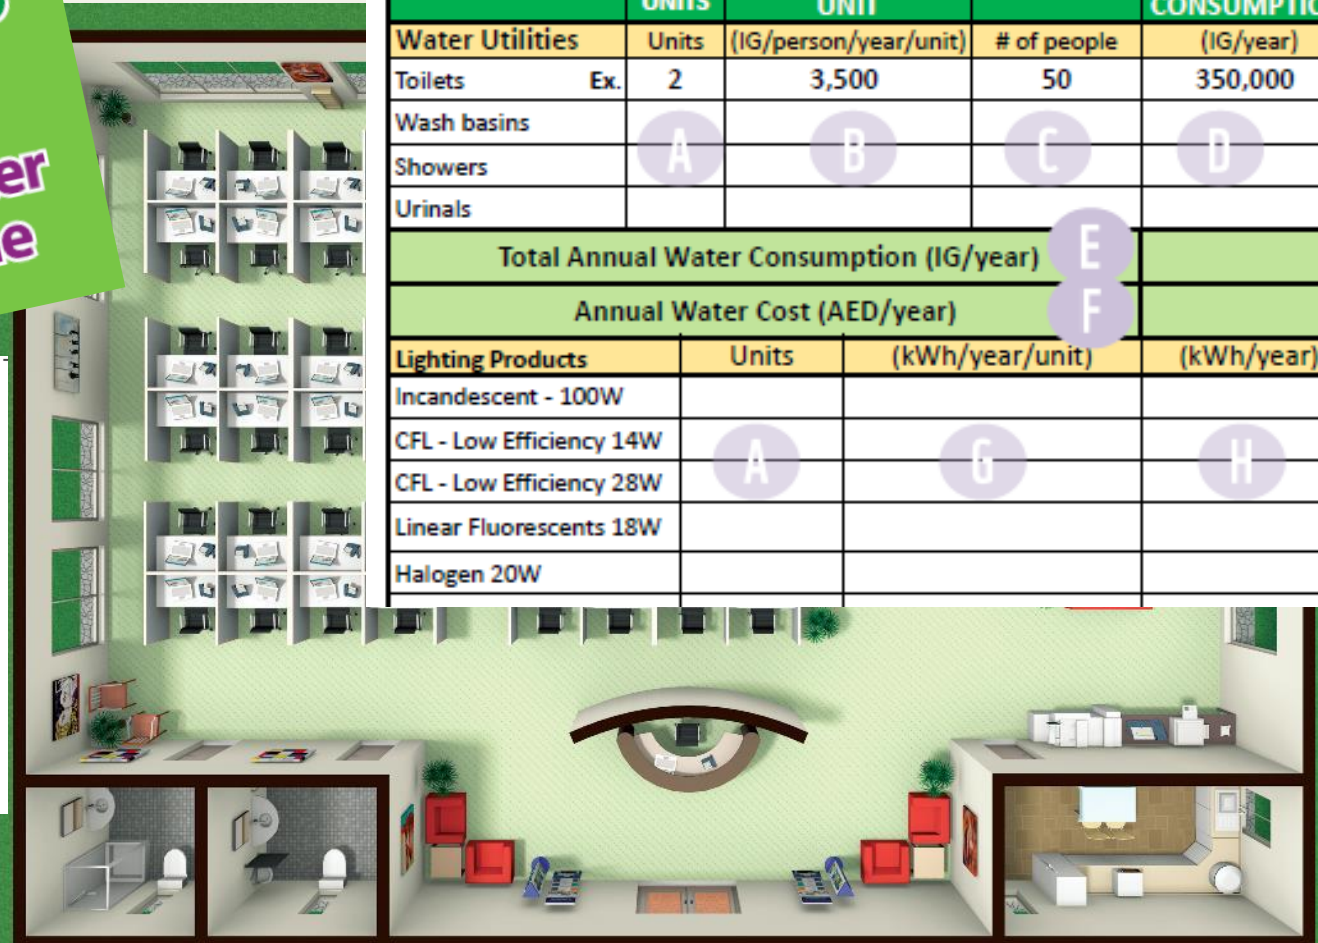 er
e
UNITS UNIT CONSUMPTIO
Water Utilities Units (IG/person/year/unit) # of people (IG/year)
Toilets Ex. 2 3,500 50 350,000
Wash basins
A B C D
Showers
Urinals
Total Annual Water Consumption (IG/year) E
Annual Water Cost (AED/year) F
Lighting Products Units (kWh/year/unit) (kWh/year)
Incandescent - 100W
CFL - Low Efficiency 14W
A G H
CFL - Low Efficiency 28W
Linear Fluorescents 18W
Halogen 20W